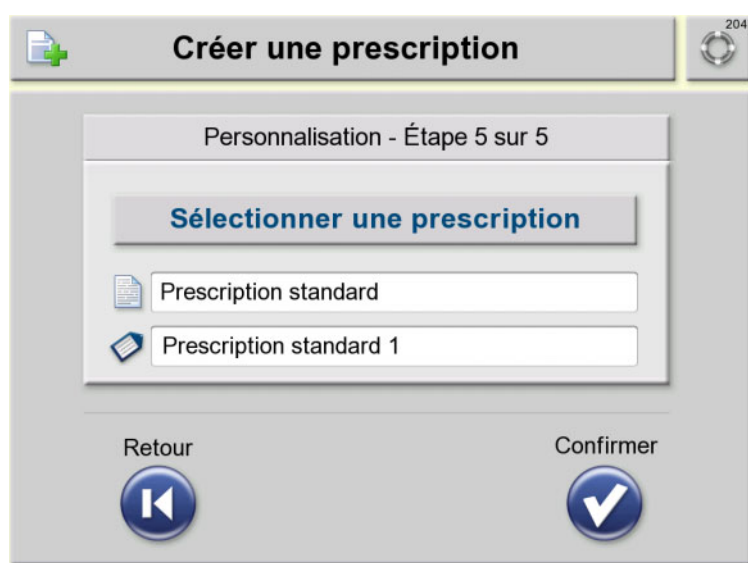 Créer une prescription
204
Personnalisation - Étape 5 sur 5
Sélectionner une prescription
Prescription standard
Prescription standard 1
Retour
Confirmer